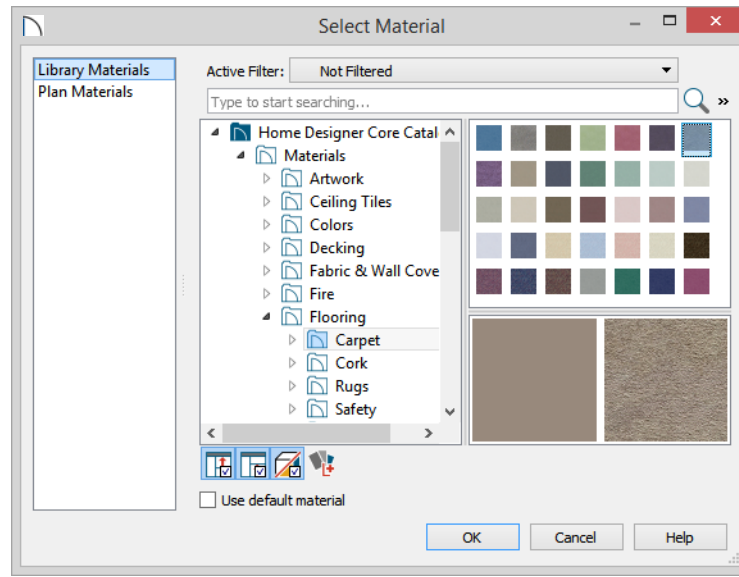 Select Material
Library Materials
Plan Materials
Active Filter: Not Filtered
Type to start searching...
»
Home Designer Core Catal
Materials
Artwork
Ceiling Tiles
Colors
Decking
Fabric & Wall Cove
Fire
Flooring
Carpet
Cork
Rugs
Safety
Use default material
OK Cancel Help